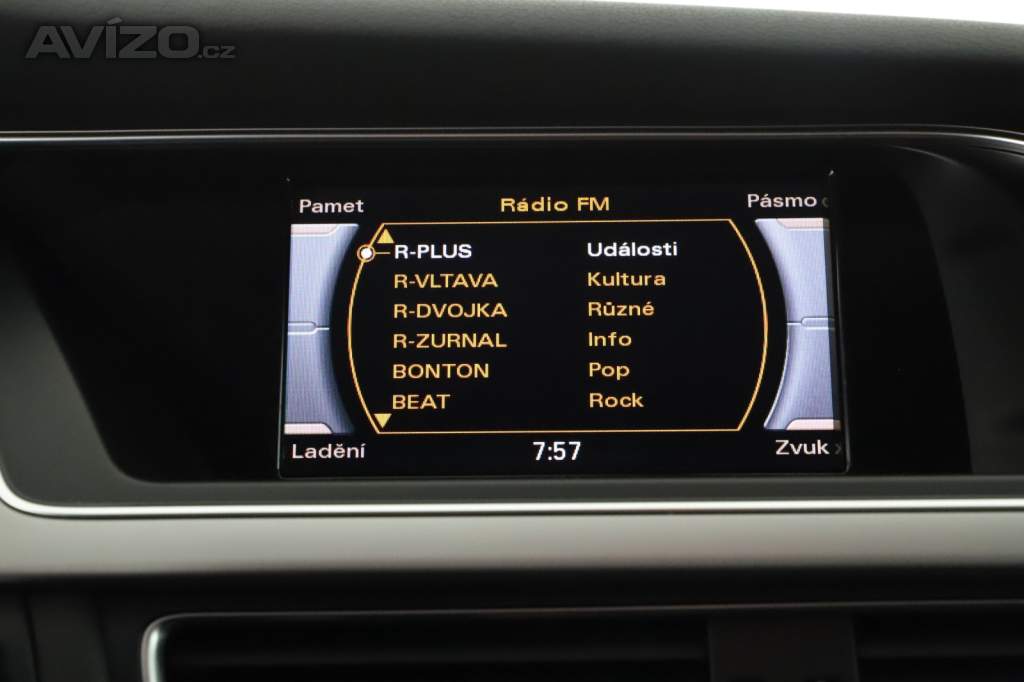 AVÍZO.cz
Pamet Rádio FM Pásmo
R-PLUS Události
R-VLTAVA Kultura
R-DVOJKA Různé
R-ZURNAL Info
BONTON Pop
BEAT Rock
Ladění 7:57 Zvuk